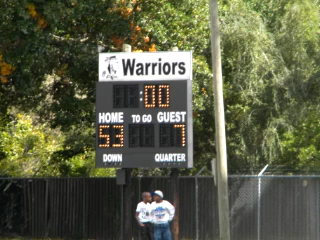 Warriors
:00
HOME TO GO GUEST
53 7
DOWN QUARTER